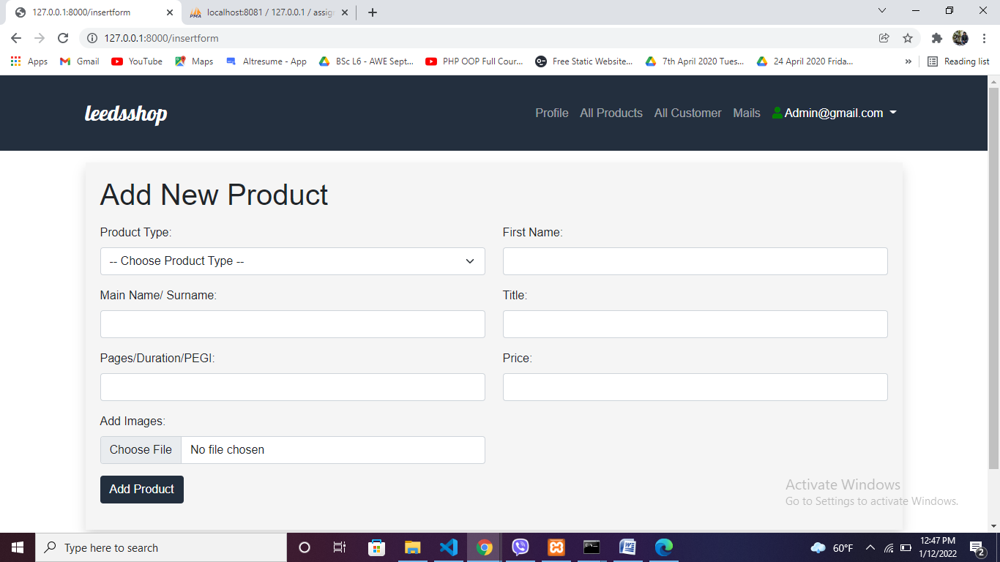 127.0.0.1:8000/insertform
localhost:8081 / 127.0.0.1 / assig
127.0.0.1:8000/insertform
Apps Gmail YouTube Maps Altresume - App BSc L6 - AWE Sept... PHP OOP Full Cour... Free Static Website... 7th April 2020 Tues... 24 April 2020 Frida... » Reading list
leedsshop
Profile All Products All Customer Mails Admin@gmail.com
Add New Product
Product Type: First Name:
-- Choose Product Type --
Main Name/ Surname: Title:
Pages/Duration/PEGI: Price:
Add Images:
Choose File No file chosen
Add Product
Activate Windows
Go to Settings to activate Windows.
Type here to search
60°F
12:47 PM
1/12/2022
2